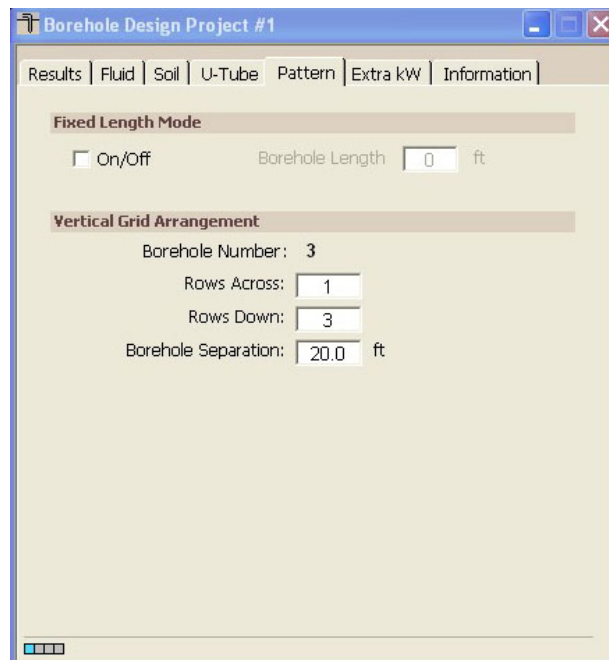 Borehole Design Project #1
Results Fluid Soil U-Tube Pattern Extra kW Information
Fixed Length Mode
On/Off Borehole Length 0 ft
Vertical Grid Arrangement
Borehole Number: 3
Rows Across: 1
Rows Down: 3
Borehole Separation: 20.0 ft